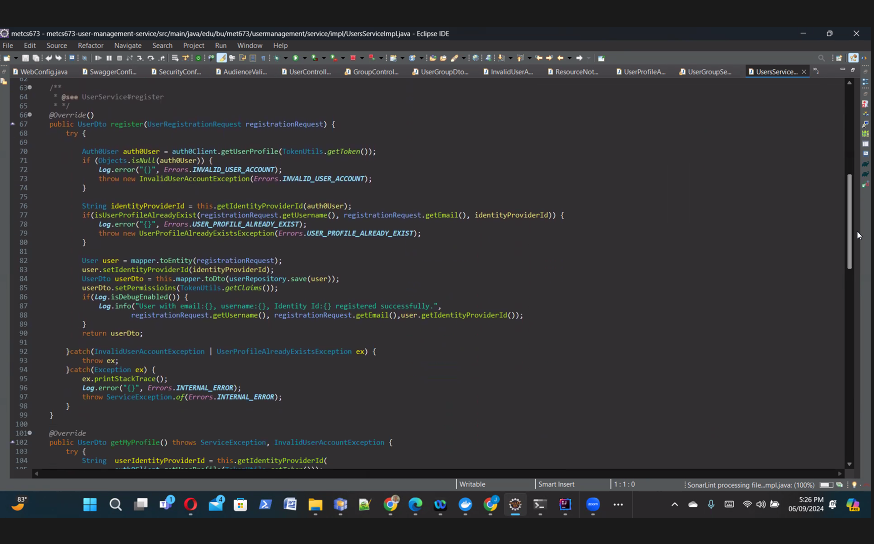 metcs673 - metcs673-user-management-service/src/main/java/edu/bu/met673/usermanagement/service/impl/UsersServiceImpl.java - Eclipse IDE
File Edit Source Refactor Navigate Search Project Run Window Help
WebConfig.java SwaggerConfi... SecurityConf... AudienceVali... UserControll... GroupControl... UserGroupDto... InvalidUserA... ResourceNot... UserProfileA... UserGroupSe... UsersService...
62
63 /**
64 * @see UserService#register
65 * */
66 @Override()
67 public UserDto register(UserRegistrationRequest registrationRequest) {
68 try {
69
70 Auth0User auth0User = auth0Client.getUserProfile(TokenUtils.getToken());
71 if (Objects.isNull(auth0User)) {
72 Log.error("{}", Errors.INVALID_USER_ACCOUNT);
73 throw new InvalidUserAccountException(Errors.INVALID_USER_ACCOUNT);
74 }
75
76 String identityProviderId = this.getIdentityProviderId(auth0User);
77 if(isUserProfileAlreadyExist(registrationRequest.getUsername(), registrationRequest.getEmail(), identityProviderId)) {
78 Log.error("{}", Errors.USER_PROFILE_ALREADY_EXIST);
79 throw new UserProfileAlreadyExistsException(Errors.USER_PROFILE_ALREADY_EXIST);
80 }
81
82 User user = mapper.toEntity(registrationRequest);
83 user.setIdentityProviderId(identityProviderId);
84 UserDto userDto = this.mapper.toDto(userRepository.save(user));
85 userDto.setPermissioins(TokenUtils.getClaims());
86 if(Log.isDebugEnabled()) {
87 Log.info("User with email:{}, username:{}, Identity Id:{} registered successfully.",
88 registrationRequest.getUsername(), registrationRequest.getEmail(),user.getIdentityProviderId());
89 }
90 return userDto;
91
92 }catch(InvalidUserAccountException | UserProfileAlreadyExistsException ex) {
93 throw ex;
94 }catch(Exception ex) {
95 ex.printStackTrace();
96 Log.error("{}", Errors.INTERNAL_ERROR);
97 throw ServiceException.of(Errors.INTERNAL_ERROR);
98 }
99 }
100
101 @Override
102 public UserDto getMyProfile() throws ServiceException, InvalidUserAccountException {
103 try {
104 String userIdentityProviderId = this.getIdentityProviderId(
Writable Smart Insert 1 : 1 : 0 SonarLint processing file...mpl.java: (100%)
83° 5:26 PM
06/09/2024